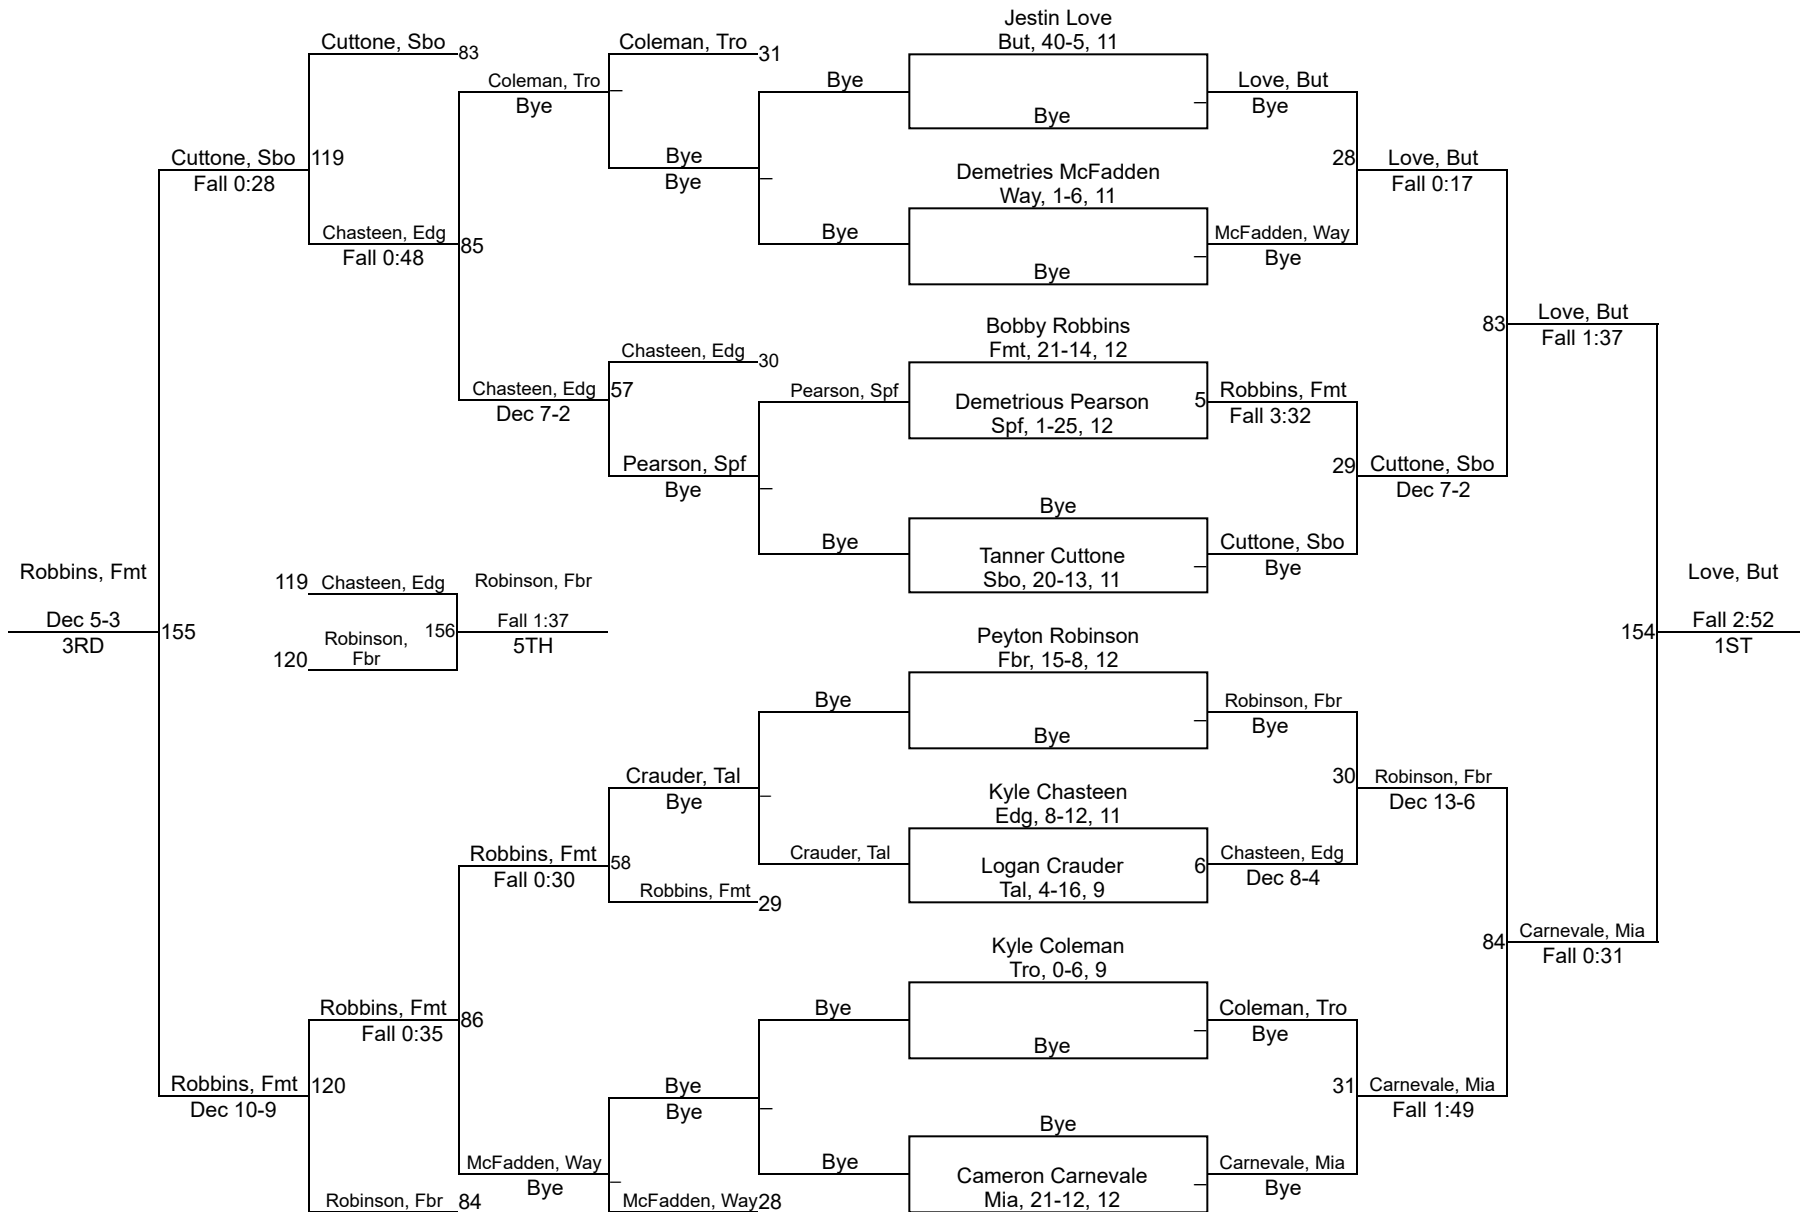 Jestin Love
But, 40-5, 11
Bye
Demetries McFadden
Way, 1-6, 11
Bye
Bobby Robbins
Fmt, 21-14, 12
Demetrious Pearson
Spf, 1-25, 12
5
Bye
Tanner Cuttone
Sbo, 20-13, 11
Peyton Robinson
Fbr, 15-8, 12
Bye
Kyle Chasteen
Edg, 8-12, 11
Logan Crauder
Tal, 4-16, 9
6
Kyle Coleman
Tro, 0-6, 9
Bye
Bye
Cameron Carnevale
Mia, 21-12, 12
Love, But
Bye
McFadden, Way
Bye
Robbins, Fmt
Fall 3:32
Cuttone, Sbo
Bye
Robinson, Fbr
Bye
Chasteen, Edg
Dec 8-4
Coleman, Tro
Bye
Carnevale, Mia
Bye
28
Love, But
Fall 0:17
29
Cuttone, Sbo
Dec 7-2
30
Robinson, Fbr
Dec 13-6
31
Carnevale, Mia
Fall 1:49
83
Love, But
Fall 1:37
84
Carnevale, Mia
Fall 0:31
154
Love, But
Fall 2:52
1ST
Bye
Bye
Pearson, Spf
Bye
Bye
Crauder, Tal
Bye
Bye
Coleman, Tro
31
Bye
Bye
Chasteen, Edg
30
Pearson, Spf
Bye
Crauder, Tal
Bye
Robbins, Fmt
29
Bye
Bye
McFadden, Way
28
Coleman, Tro
Bye
Chasteen, Edg
57
Dec 7-2
Robbins, Fmt
58
Fall 0:30
McFadden, Way
Bye
Cuttone, Sbo
83
Chasteen, Edg
85
Fall 0:48
Robbins, Fmt
86
Fall 0:35
Robinson, Fbr
84
Cuttone, Sbo
119
Fall 0:28
Robbins, Fmt
120
Dec 10-9
Robbins, Fmt
Dec 5-3
155
3RD
119
Chasteen, Edg
120
Robinson,
Fbr
156
Robinson, Fbr
Fall 1:37
5TH